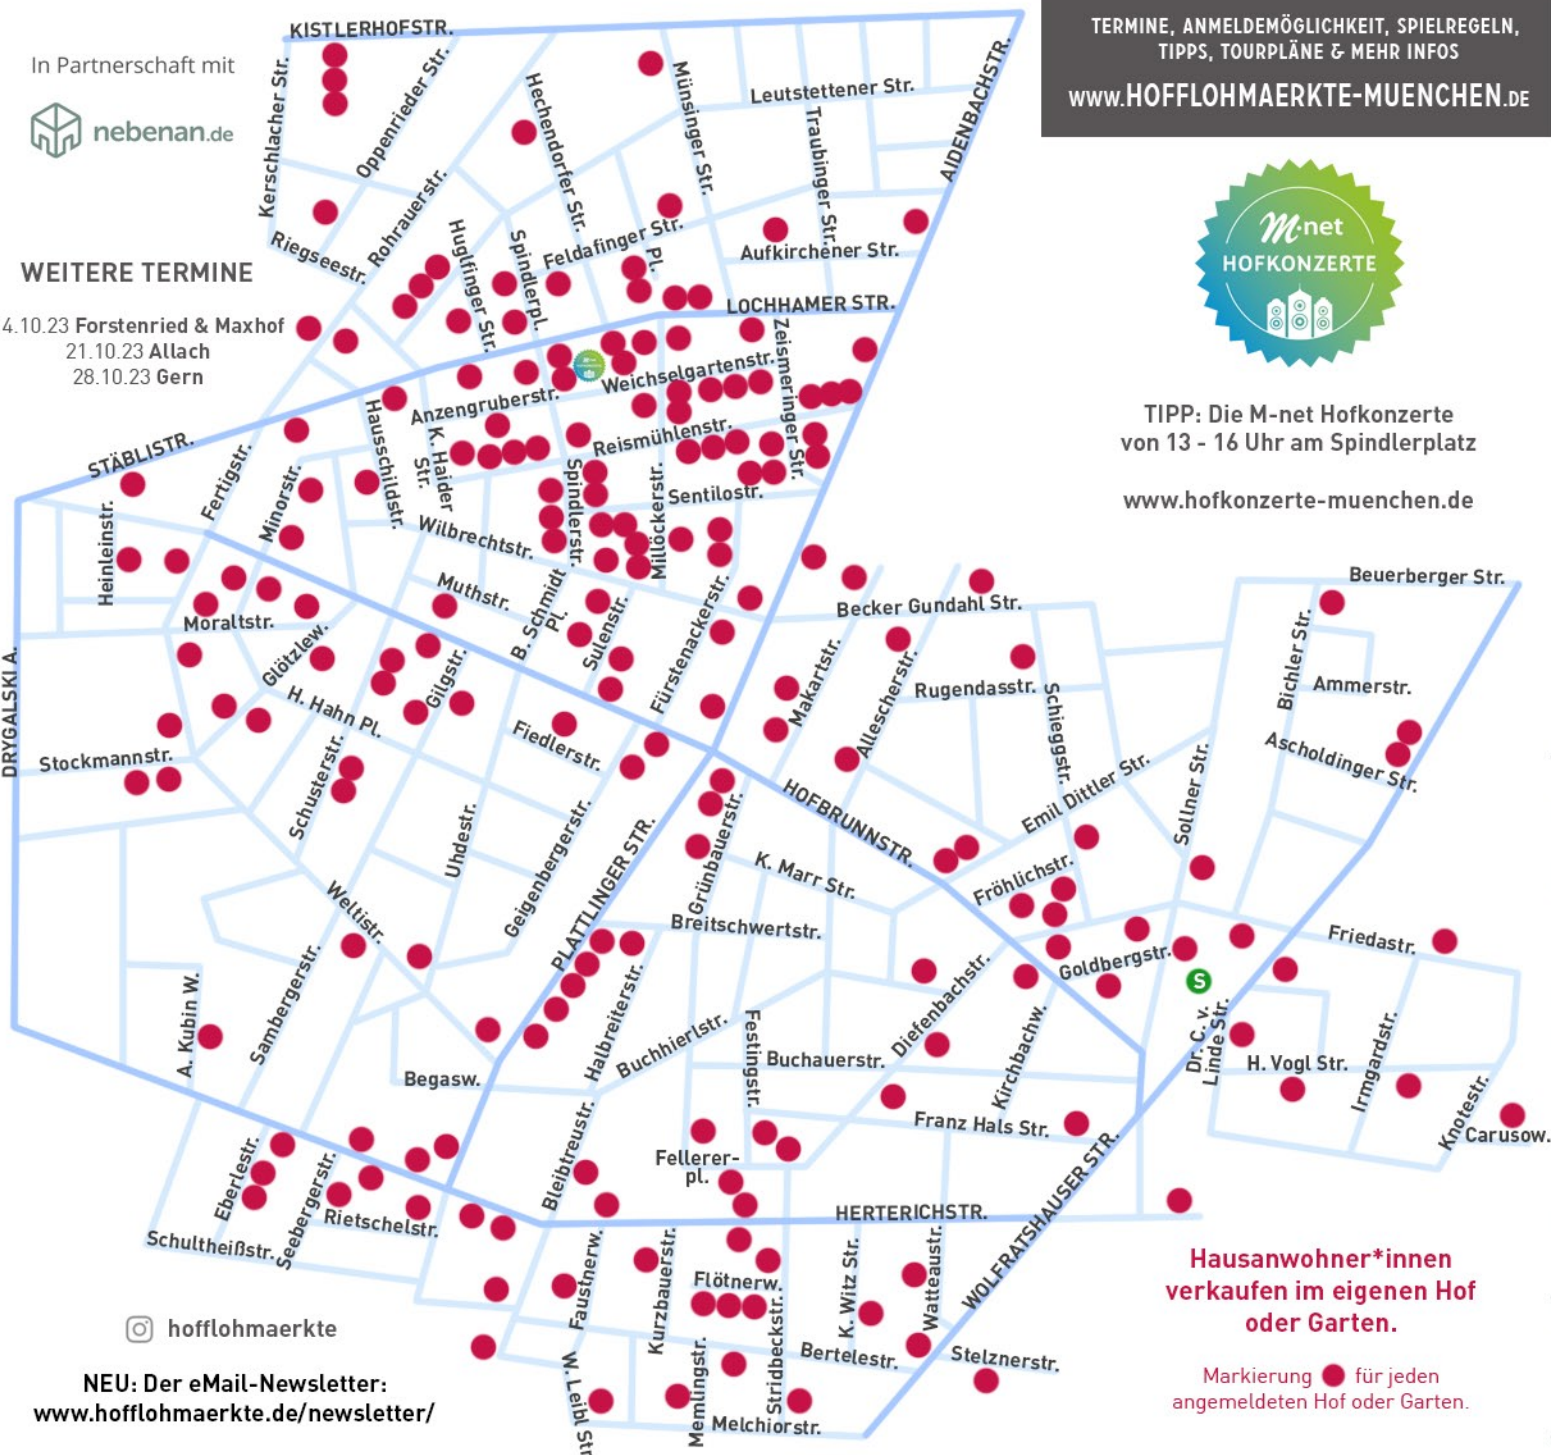 KISTLERHOFSTR.
TERMINE, ANMELDEMÖGLICHKEIT, SPIELREGELN,
TIPPS, TOURPLÄNE & MEHR INFOS
WWW.HOFFLOHMAERKTE-MUENCHEN.DE
In Partnerschaft mit
nebenan.de
Kerschlacher Str.
Oppenrieder Str.
Hechendorfer Str.
Münsinger Str.
Leutstettener Str.
Traubinger Str.
AIDENBACHSTR.
Rohrauerstr.
Riegseestr.
Huglfinger Str.
Spindlerpl.
Feldafinger Str.
Pl.
Aufkirchener Str.
M-net
HOFKONZERTE
WEITERE TERMINE
4.10.23 Forstenried & Maxhof
21.10.23 Allach
28.10.23 Gern
LOCHHAMER STR.
Zeismeringer Str.
Weichselgartenstr.
Anzengruberstr.
Reismühlenstr.
Hausschildstr.
K. Haider
Str.
TIPP: Die M-net Hofkonzerte
von 13 - 16 Uhr am Spindlerplatz
www.hofkonzerte-muenchen.de
STÄBLISTR.
Fertigstr.
Minorstr.
Heinleinstr.
Wilbrechtstr.
Spindlerstr.
Millöckerstr.
Sentilostr.
Muthstr.
B. Schmidt
Pl.
Sulenstr.
Fürstenackerstr.
Becker Gundahl Str.
Beuerberger Str.
Moraltstr.
Glötzlew.
Gilgstr.
H. Hahn Pl.
Makartstr.
Allescherstr.
Rugendasstr.
Schieggstr.
Bichler Str.
Ammerstr.
Ascholdinger Str.
DRYGALSKI A.
Stockmannstr.
Schusterstr.
Fiedlerstr.
Uhdestr.
Geigenbergerstr.
PLATTLINGER STR.
Grünbauerstr.
HOFBRUNNSTR.
Emil Dittler Str.
Sollner Str.
K. Marr Str.
Fröhlichstr.
Weltistr.
Breitschwertstr.
Goldbergstr.
Friedastr.
S
A. Kubin W.
Sambergerstr.
Halbreiterstr.
Buchhierlstr.
Festingstr.
Diefenbachstr.
Buchauerstr.
Kirchbachw.
Dr. C. v.
Linde Str.
H. Vogl Str.
Irmgardstr.
Knotestr.
Carusow.
Begasw.
Franz Hals Str.
Eberlestr.
Seebergerstr.
Rietschelstr.
Schultheißstr.
Bleibtreustr.
Fellerer-
pl.
HERTERICHSTR.
WOLFRATSHAUSER STR.
Faustnerw.
Kurzbauerstr.
Flötnerw.
K. Witz Str.
Watteaustr.
W. Leibl Str
Memlingstr.
Stridbeckstr.
Bertelestr.
Stelznerstr.
Melchiorstr.
Hausanwohner*innen
verkaufen im eigenen Hof
oder Garten.
Markierung für jeden
angemeldeten Hof oder Garten.
hofflohmaerkte
NEU: Der eMail-Newsletter:
www.hofflohmaerkte.de/newsletter/